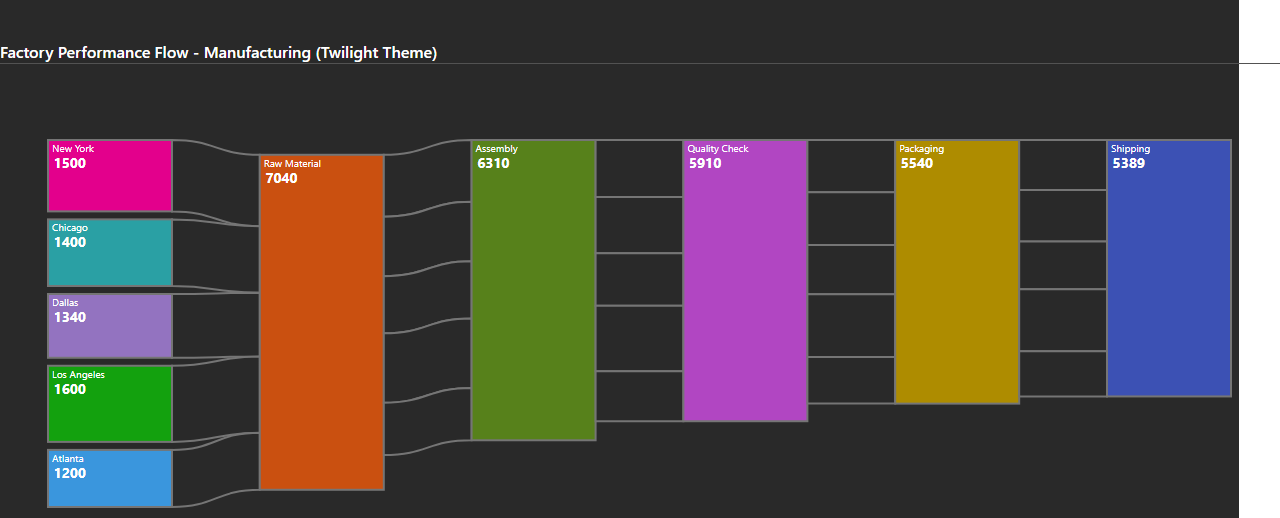 Factory Performance Flow - Manufacturing (Twilight Theme)
New York
1500
Chicago
1400
Dallas
1340
Los Angeles
1600
Atlanta
1200
Raw Material
7040
Assembly
6310
Quality Check
5910
Packaging
5540
Shipping
5389